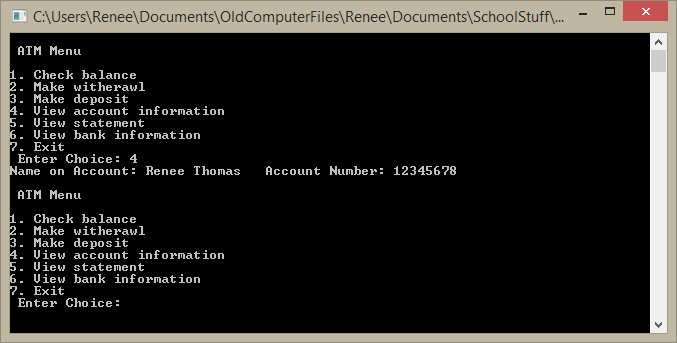 C:\Users\Renee\Documents\OldComputerFiles\Renee\Documents\SchoolStuff\...
ATM Menu
1. Check balance
2. Make witherawl
3. Make deposit
4. View account information
5. View statement
6. View bank information
7. Exit
Enter Choice: 4
Name on Account: Renee Thomas   Account Number: 12345678
ATM Menu
1. Check balance
2. Make witherawl
3. Make deposit
4. View account information
5. View statement
6. View bank information
7. Exit
Enter Choice: